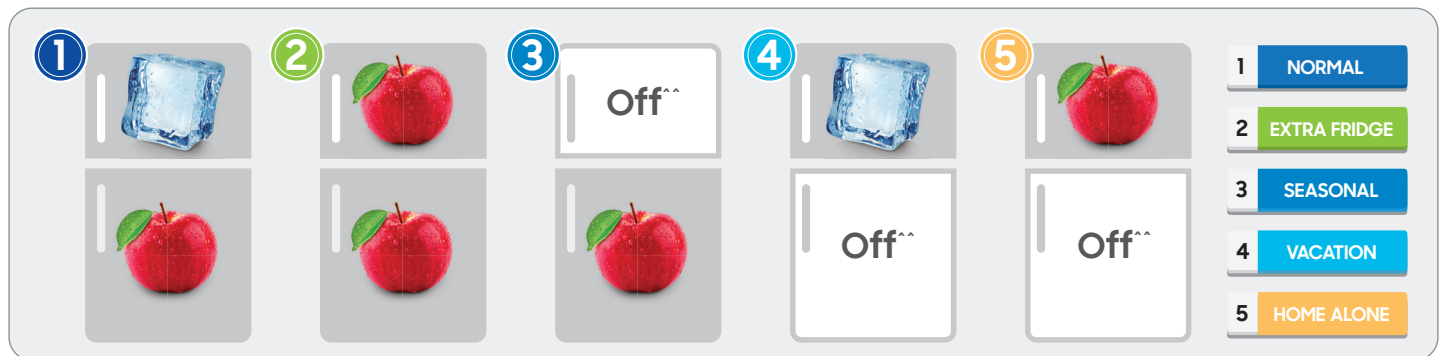 1
2
3
Off^^
4
Off^^
5
Off^^
1 NORMAL
2 EXTRA FRIDGE
3 SEASONAL
4 VACATION
5 HOME ALONE